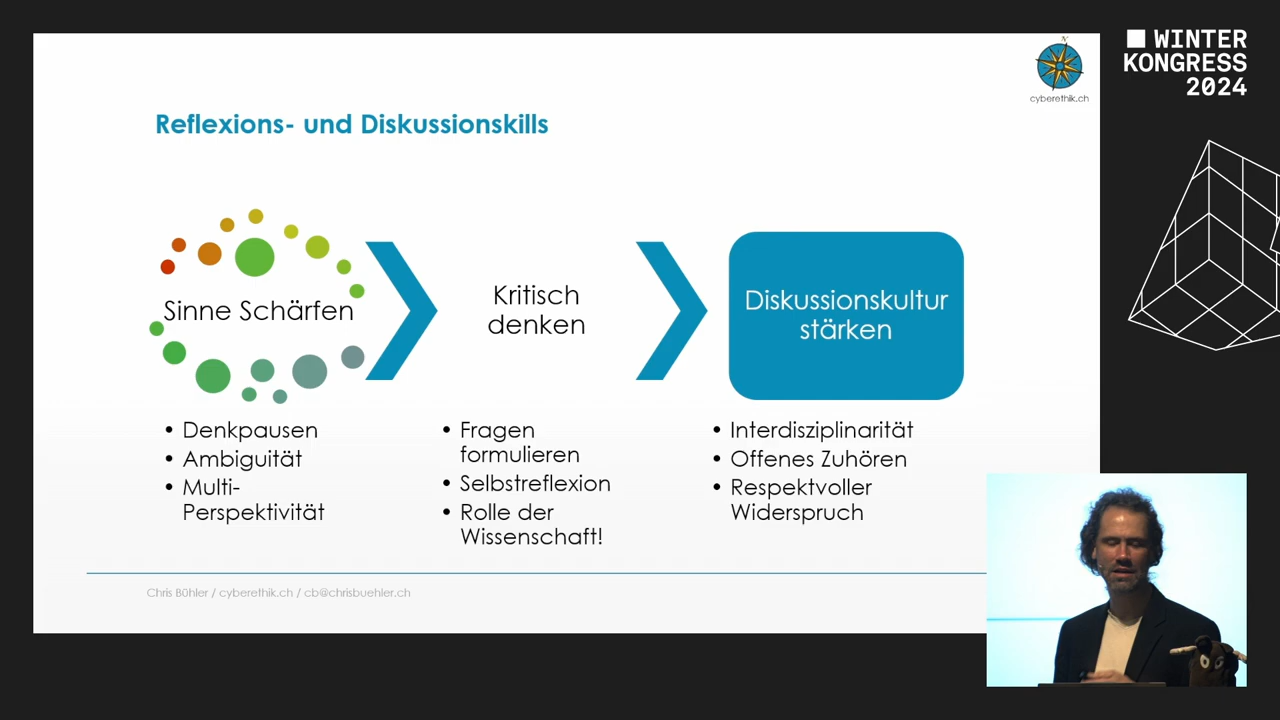 WINTER
KONGRESS
2024
N
cyberethik.ch
Reflexions- und Diskussionskills
Sinne Schärfen
Kritisch
denken
Diskussionskultur
stärken
• Denkpausen
• Ambiguität
• Multi-
Perspektivität
• Fragen
formulieren
• Selbstreflexion
• Rolle der
Wissenschaft!
• Interdisziplinarität
• Offenes Zuhören
• Respektvoller
Widerspruch
Chris Bühler / cyberethik.ch / cb@chrisbuehler.ch